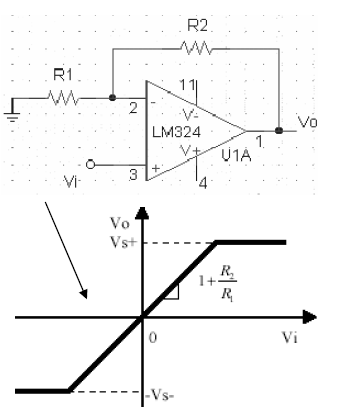 R2
R1
11
2
V-
LM324
Vo
V+
1
U1A
Vi
3
4
Vo
Vs+
1+R₂/R₁
0
Vi
-Vs-